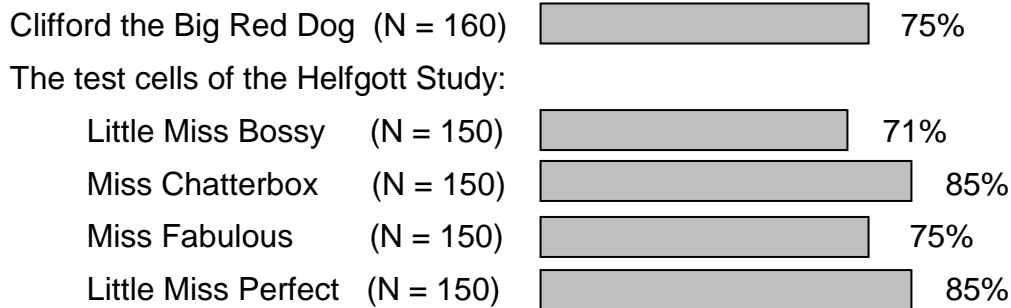 Clifford the Big Red Dog (N = 160) 75%
The test cells of the Helfgott Study:
Little Miss Bossy (N = 150) 71%
Miss Chatterbox (N = 150) 85%
Miss Fabulous (N = 150) 75%
Little Miss Perfect (N = 150) 85%